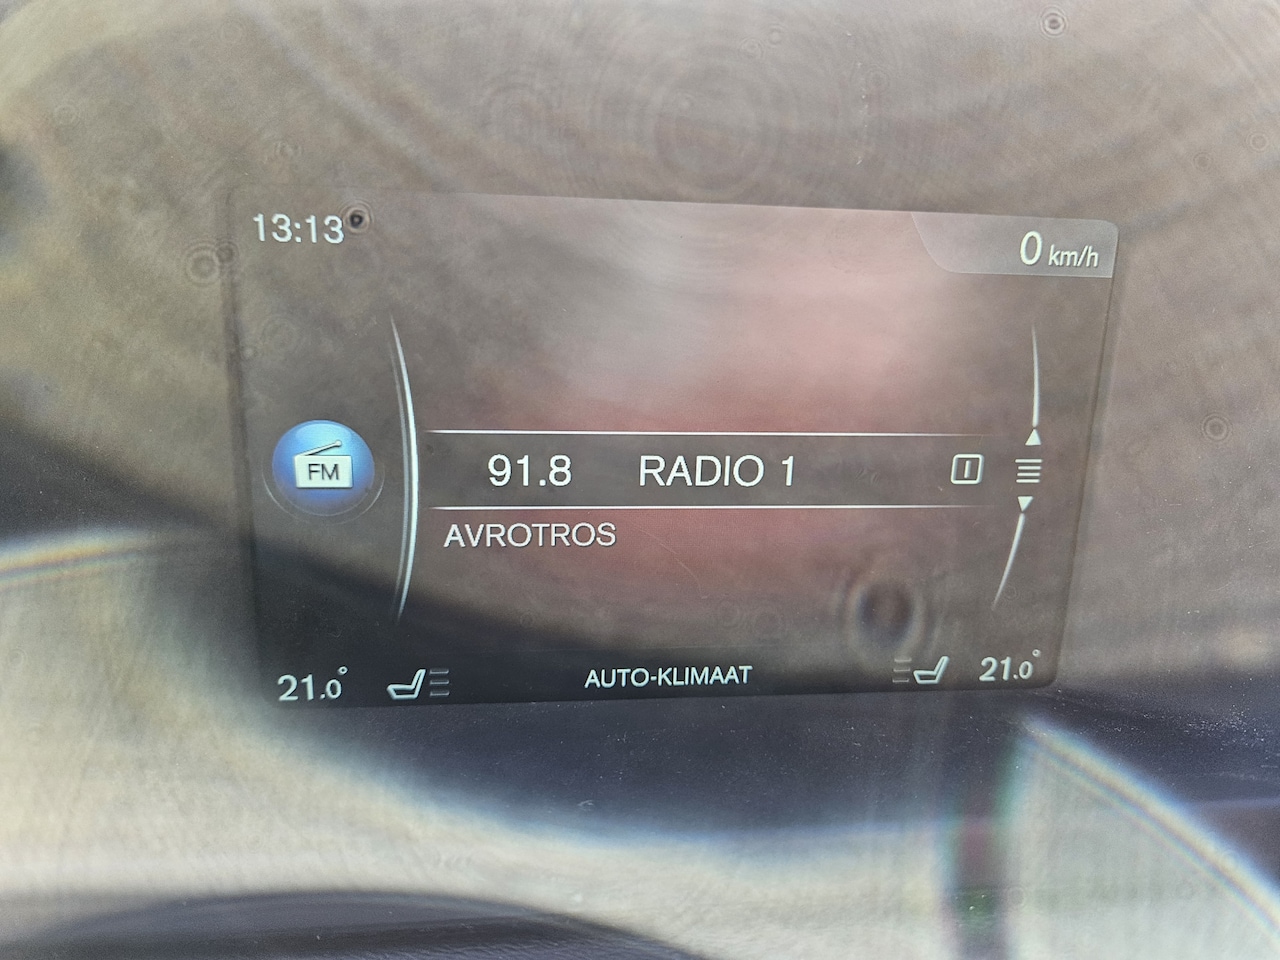 13:13
0 km/h
FM
91.8 RADIO 1
AVROTROS
21.0° AUTO-KLIMAAT 21.0°